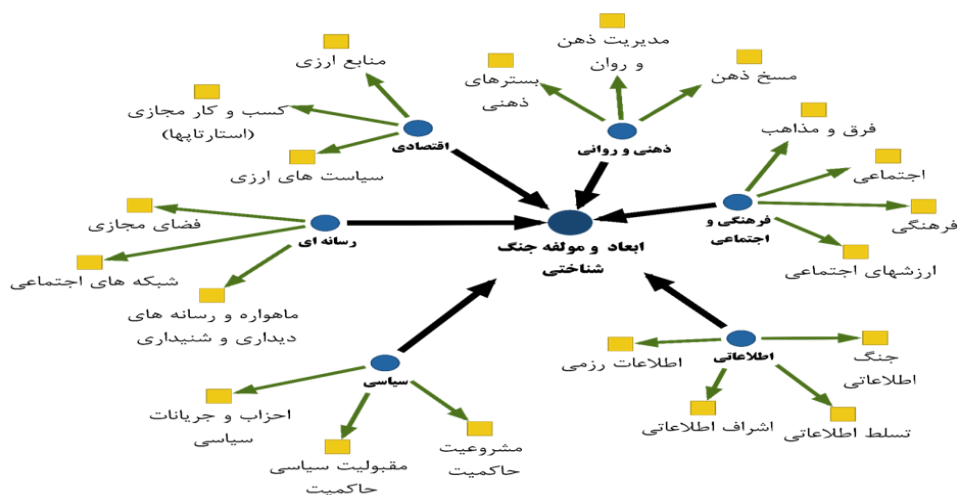 منابع ارزی
کسب و کار مجازی
(استارتاپها)
سیاست های ارزی
اقتصادی
مدیریت ذهن
و روان
بسترهای
ذهنی
مسخ ذهن
ذهنی و روانی
فرق و مذاهب
اجتماعی
فرهنگی
ارزشهای اجتماعی
فرهنگی و
اجتماعی
فضای مجازی
شبکه های اجتماعی
ماهواره و رسانه های
دیداری و شنیداری
رسانه ای
ابعاد و مولفه جنگ
شناختی
سیاسی
احزاب و جریانات
سیاسی
مقبولیت سیاسی
حاکمیت
مشروعیت
حاکمیت
اطلاعاتی
اطلاعات رزمی
اشراف اطلاعاتی
تسلط اطلاعاتی
جنگ
اطلاعاتی